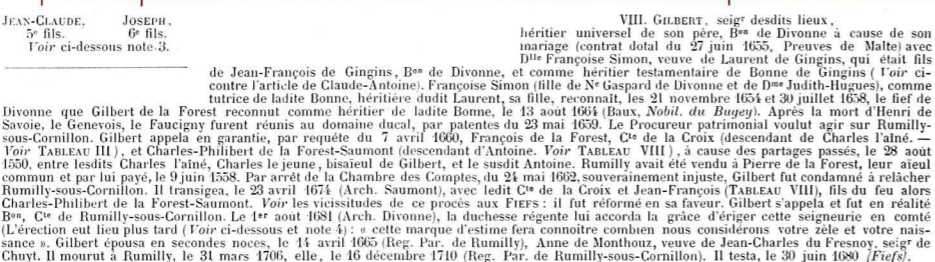 JEAN-CLAUDE, JOSEPH,
5e fils. 6e fils.
Voir ci-dessous note 3.
VIII. GILBERT, seigr desdits lieux,
héritier universel de son père, Bon de Divonne à cause de son
mariage (contrat dotal du 27 juin 1655, Preuves de Malte) avec
Dlle Françoise Simon, veuve de Laurent de Gingins, qui était fils
de Jean-François de Gingins, Bon de Divonne, et comme héritier testamentaire de Bonne de Gingins (Voir ci-
contre l'article de Claude-Antoine). Françoise Simon (fille de Ne Gaspard de Divonne et de Dme Judith-Hugues), comme
tutrice de ladite Bonne, héritière dudit Laurent, sa fille, reconnaît, les 21 novembre 1654 et 30 juillet 1658, le fief de
Divonne que Gilbert de la Forest reconnut comme héritier de ladite Bonne, le 13 août 1664 (Baux, Nobil. du Bugey). Après la mort d'Henri de
Savoie, le Genevois, le Faucigny furent réunis au domaine ducal, par patentes du 23 mai 1659. Le Procureur patrimonial voulut agir sur Rumilly-
sous-Cornillon. Gilbert appela en garantie, par requête du 7 avril 1660, François de la Forest, Cte de la Croix (descendant de Charles l'aîné. —
Voir TABLEAU III), et Charles-Philibert de la Forest-Saumont (descendant d'Antoine. Voir TABLEAU VIII), à cause des partages passés, le 28 août
1550, entre lesdits Charles l'aîné, Charles le jeune, bisaïeul de Gilbert, et le susdit Antoine. Rumilly avait été vendu à Pierre de la Forest, leur aïeul
commun et par lui payé, le 9 juin 1558. Par arrêt de la Chambre des Comptes, du 24 mai 1662, souverainement injuste, Gilbert fut condamné à relâcher
Rumilly-sous-Cornillon. Il transigea, le 23 avril 1674 (Arch. Saumont), avec ledit Cte de la Croix et Jean-François (TABLEAU VIII), fils du feu alors
Charles-Philibert de la Forest-Saumont. Voir les vicissitudes de ce procès aux FIEFS : il fut réformé en sa faveur. Gilbert s'appela et fut en réalité
Bon, Cte de Rumilly-sous-Cornillon. Le 1er août 1681 (Arch. Divonne), la duchesse régente lui accorda la grâce d'ériger cette seigneurie en comté
(L'érection eut lieu plus tard (Voir ci-dessous et note 4) : « cette marque d'estime fera connoître combien nous considérons votre zèle et votre nais-
sance ». Gilbert épousa en secondes noces, le 14 avril 1665 (Reg. Par. de Rumilly), Anne de Monthouz, veuve de Jean-Charles du Fresnoy, seigr de
Chuyt. Il mourut à Rumilly, le 31 mars 1706, elle, le 16 décembre 1710 (Reg. Par. de Rumilly-sous-Cornillon). Il testa, le 30 juin 1680 [Fiefs].